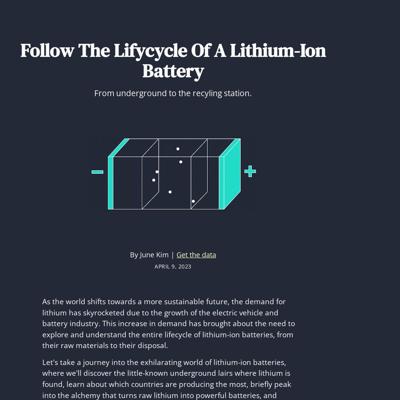 Follow The Lifycycle Of A Lithium-Ion
Battery
From underground to the recyling station.
By June Kim | Get the data
APRIL 9, 2023
As the world shifts towards a more sustainable future, the demand for
lithium has skyrocketed due to the growth of the electric vehicle and
battery industry. This increase in demand has brought about the need to
explore and understand the entire lifecycle of lithium-ion batteries, from
their raw materials to their disposal.
Let's take a journey into the exhilarating world of lithium-ion batteries,
where we'll discover the little-known underground lairs where lithium is
found, learn about which countries are producing the most, briefly peak
into the alchemy that turns raw lithium into powerful batteries, and